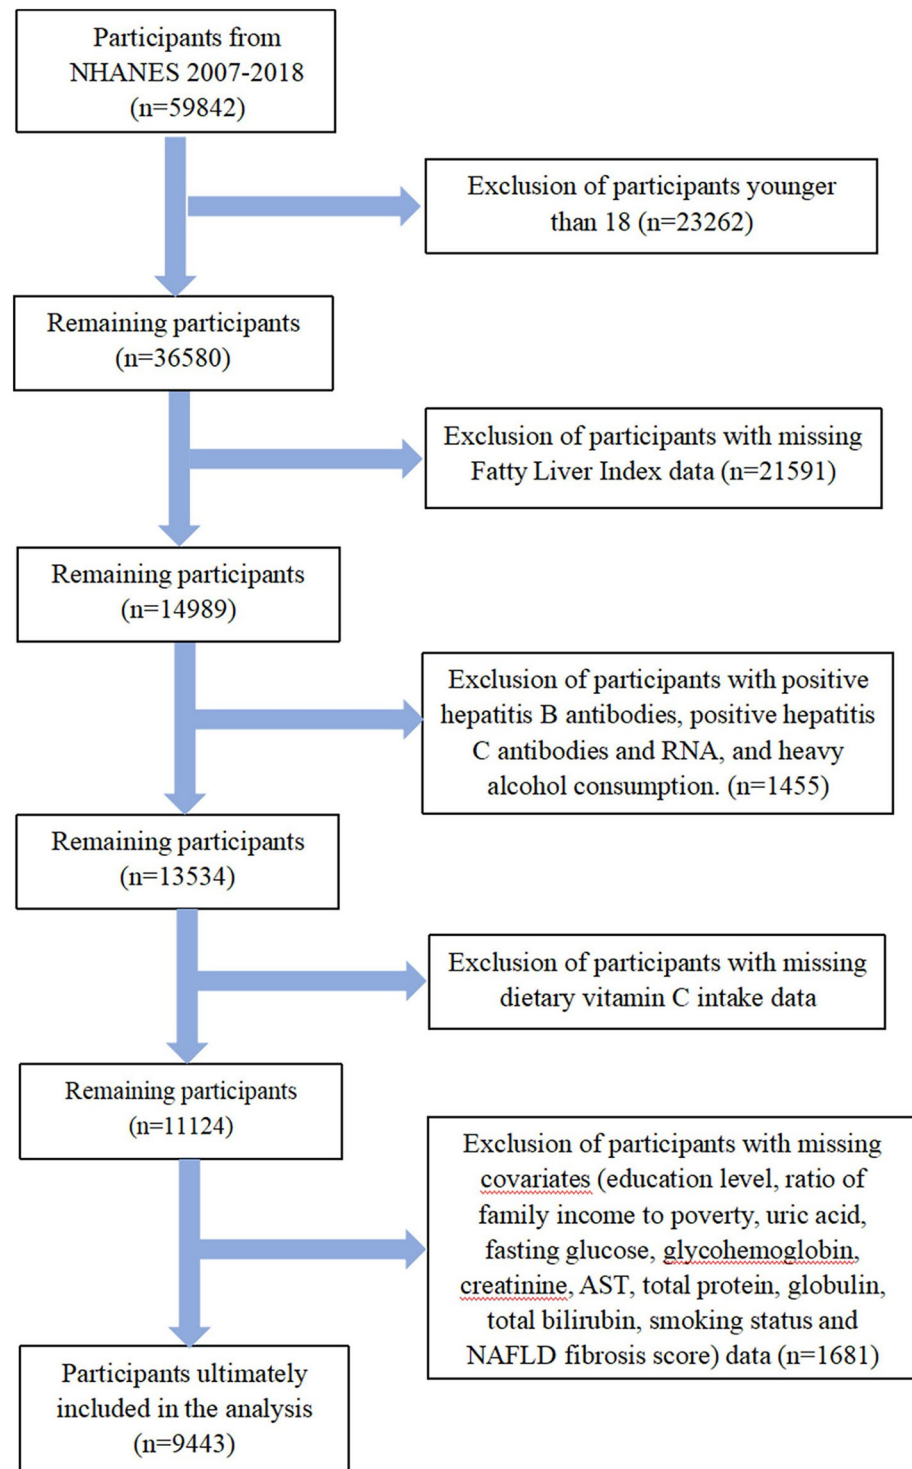 Participants from
NHANES 2007-2018
(n=59842)
Exclusion of participants younger
than 18 (n=23262)
Remaining participants
(n=36580)
Exclusion of participants with missing
Fatty Liver Index data (n=21591)
Remaining participants
(n=14989)
Exclusion of participants with positive
hepatitis B antibodies, positive hepatitis
C antibodies and RNA, and heavy
alcohol consumption. (n=1455)
Remaining participants
(n=13534)
Exclusion of participants with missing
dietary vitamin C intake data
Remaining participants
(n=11124)
Exclusion of participants with missing
covariates (education level, ratio of
family income to poverty, uric acid,
fasting glucose, glycohemoglobin,
creatinine, AST, total protein, globulin,
total bilirubin, smoking status and
NAFLD fibrosis score) data (n=1681)
Participants ultimately
included in the analysis
(n=9443)